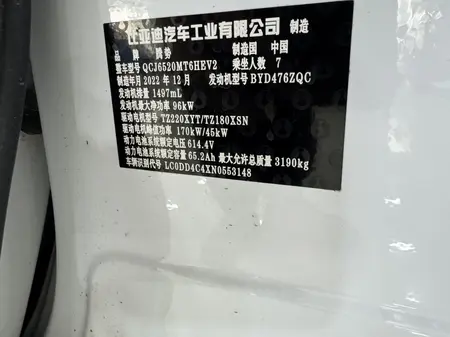 比亚迪汽车工业有限公司 制造
品 牌 腾势 制造国 中国
整车型号 QCJ6520MT6HEV2 乘坐人数 7
制造年月 2022 年 12 月 发动机型号 BYD476ZQC
发动机排量 1497mL
发动机最大净功率 96kW
驱动电机型号 TZ220XYT/TZ180XSN
驱动电机峰值功率 170kW/45kW
动力电池系统额定电压 614.4V
动力电池系统额定容量 65.2Ah 最大允许总质量 3190kg
车辆识别代号 LC0DD4C4XN0553148